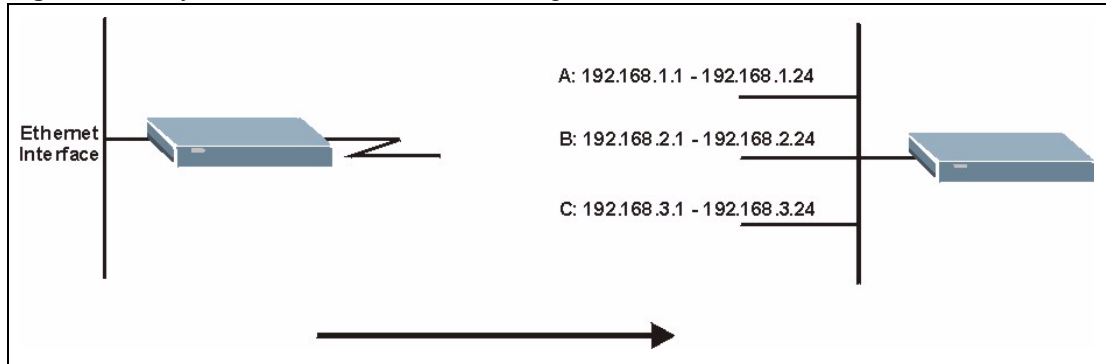 Ethernet
Interface
A: 192.168.1.1 - 192.168.1.24
B: 192.168.2.1 - 192.168.2.24
C: 192.168.3.1 - 192.168.3.24